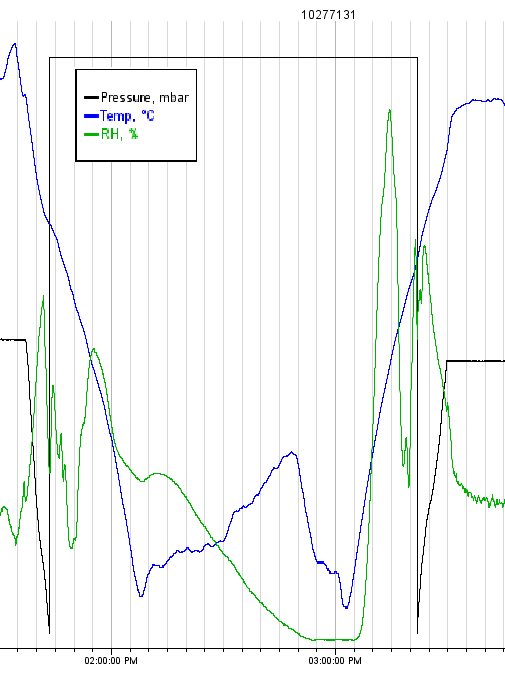 10277131
Pressure, mbar
Temp, °C
RH, %
02:00:00 PM
03:00:00 PM